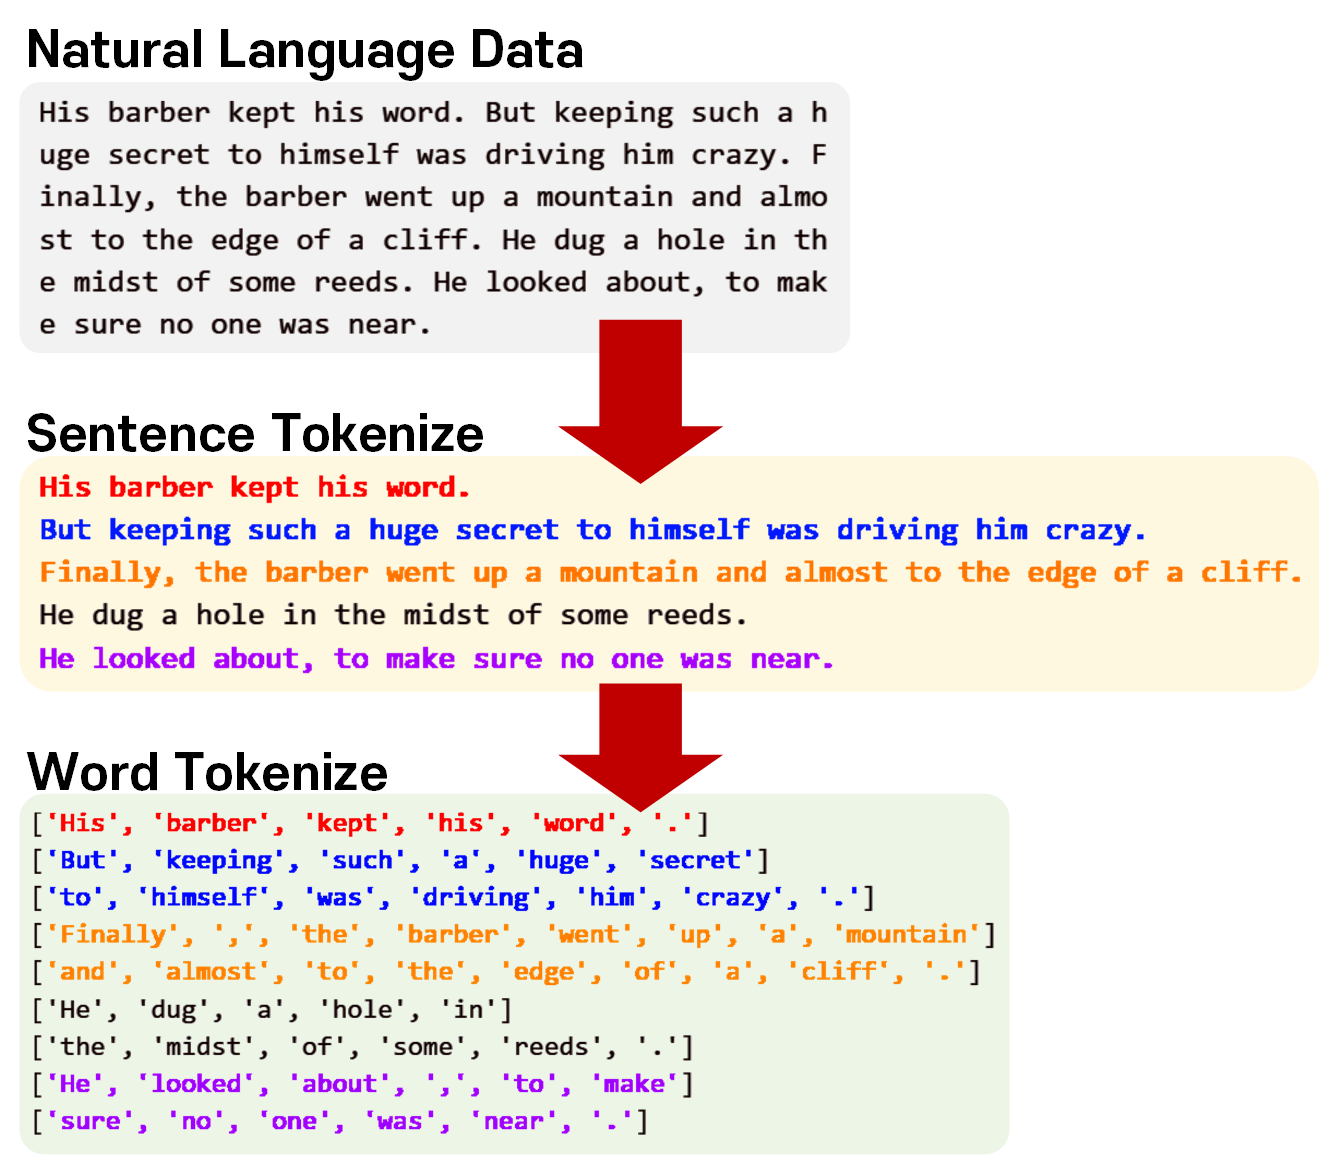 Natural Language Data
His barber kept his word. But keeping such a h
uge secret to himself was driving him crazy. F
inally, the barber went up a mountain and almo
st to the edge of a cliff. He dug a hole in th
e midst of some reeds. He looked about, to mak
e sure no one was near.
Sentence Tokenize
His barber kept his word.
But keeping such a huge secret to himself was driving him crazy.
Finally, the barber went up a mountain and almost to the edge of a cliff.
He dug a hole in the midst of some reeds.
He looked about, to make sure no one was near.
Word Tokenize
['His', 'barber', 'kept', 'his', 'word', '.']
['But', 'keeping', 'such', 'a', 'huge', 'secret']
['to', 'himself', 'was', 'driving', 'him', 'crazy', '.']
['Finally', ',', 'the', 'barber', 'went', 'up', 'a', 'mountain']
['and', 'almost', 'to', 'the', 'edge', 'of', 'a', 'cliff', '.']
['He', 'dug', 'a', 'hole', 'in']
['the', 'midst', 'of', 'some', 'reeds', '.']
['He', 'looked', 'about', ',', 'to', 'make']
['sure', 'no', 'one', 'was', 'near', '.']